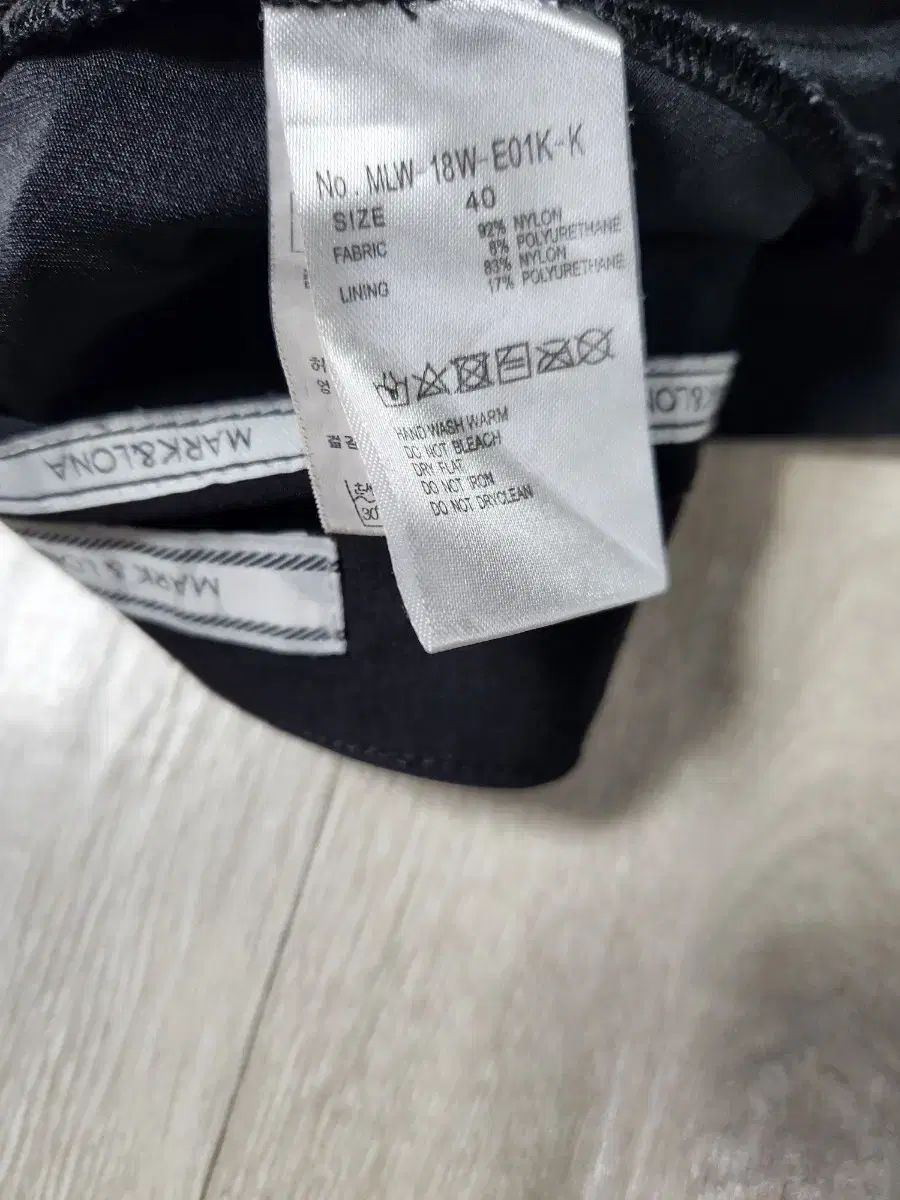 No. MLW-18W-E01K-K
SIZE 40
FABRIC 92% NYLON
8% POLYURETHANE
LINING 83% NYLON
17% POLYURETHANE
HAND WASH WARM
DO NOT BLEACH
DRY FLAT
DO NOT IRON
DO NOT DRYCLEAN
30
MARK&LONA
MARK &